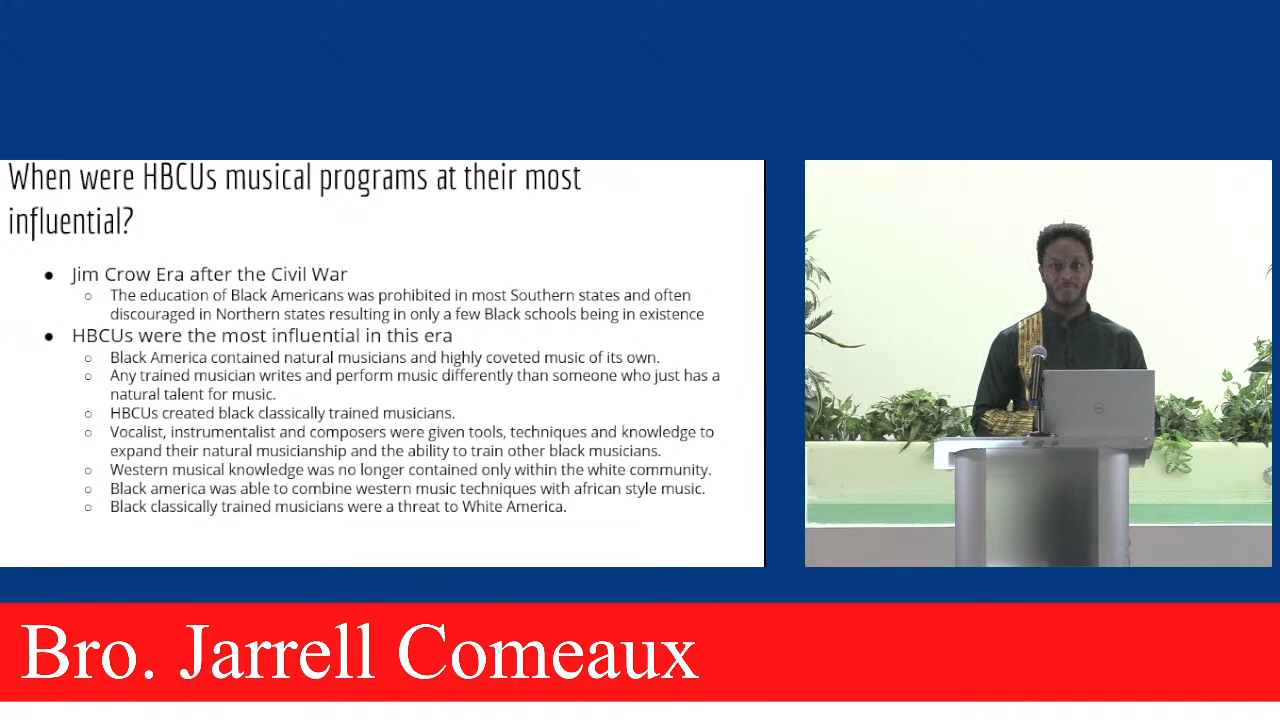 When were HBCUs musical programs at their most
influential?
● Jim Crow Era after the Civil War
○ The education of Black Americans was prohibited in most Southern states and often
discouraged in Northern states resulting in only a few Black schools being in existence
● HBCUs were the most influential in this era
○ Black America contained natural musicians and highly coveted music of its own.
○ Any trained musician writes and perform music differently than someone who just has a
natural talent for music.
○ HBCUs created black classically trained musicians.
○ Vocalist, instrumentalist and composers were given tools, techniques and knowledge to
expand their natural musicianship and the ability to train other black musicians.
○ Western musical knowledge was no longer contained only within the white community.
○ Black america was able to combine western music techniques with african style music.
○ Black classically trained musicians were a threat to White America.
Bro. Jarrell Comeaux